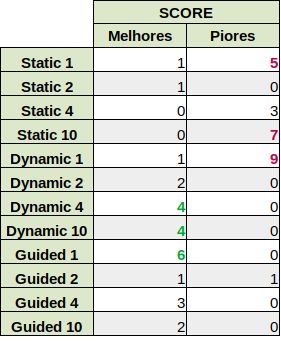 SCORE
Melhores Piores
Static 1 1 5
Static 2 1 0
Static 4 0 3
Static 10 0 7
Dynamic 1 1 9
Dynamic 2 2 0
Dynamic 4 4 0
Dynamic 10 4 0
Guided 1 6 0
Guided 2 1 1
Guided 4 3 0
Guided 10 2 0